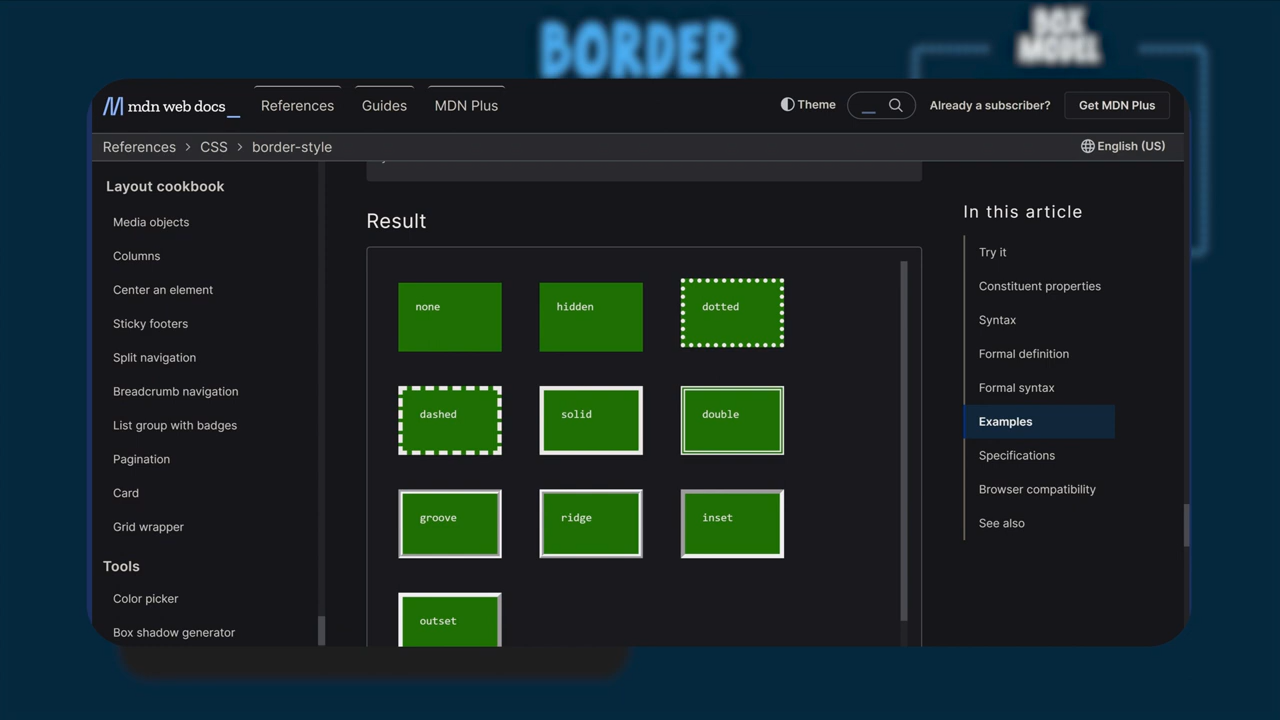 BORDER
BOX
MODEL
mdn web docs_
References
Guides
MDN Plus
Theme
Already a subscriber?
Get MDN Plus
References > CSS > border-style
English (US)
Layout cookbook
Media objects
Columns
Center an element
Sticky footers
Split navigation
Breadcrumb navigation
List group with badges
Pagination
Card
Grid wrapper
Tools
Color picker
Box shadow generator
Result
none
hidden
dotted
dashed
solid
double
groove
ridge
inset
outset
In this article
Try it
Constituent properties
Syntax
Formal definition
Formal syntax
Examples
Specifications
Browser compatibility
See also